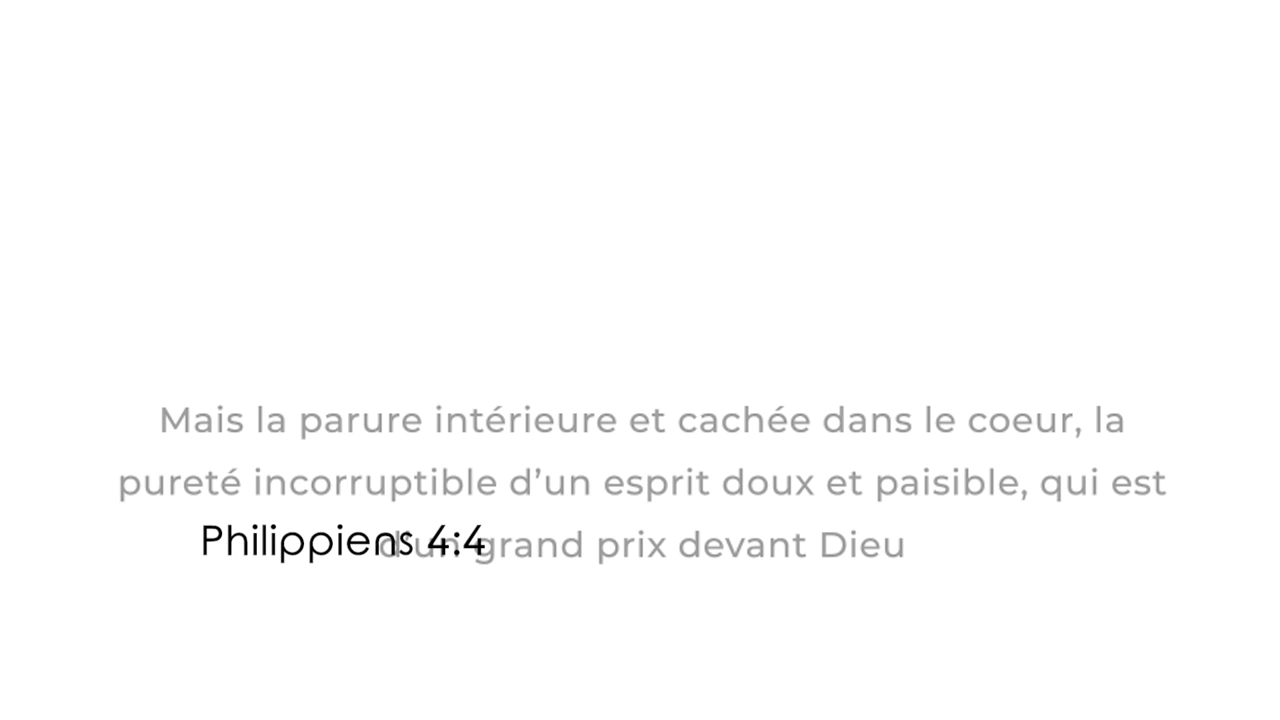 Mais la parure intérieure et cachée dans le coeur, la
pureté incorruptible d’un esprit doux et paisible, qui est
d’un grand prix devant Dieu
Philippiens 4:4